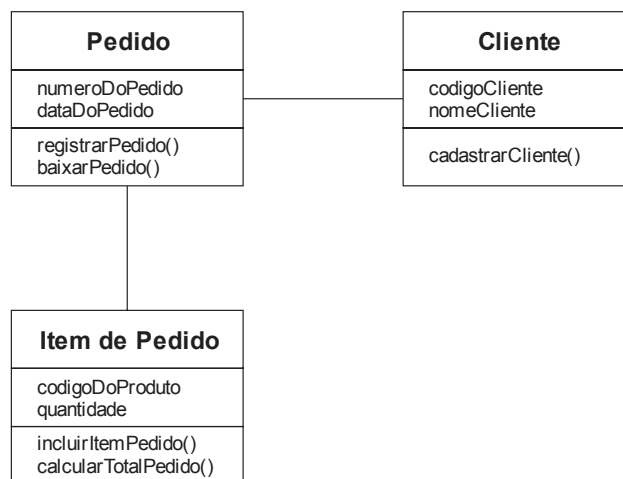 Pedido
numeroDoPedido
dataDoPedido
registrarPedido()
baixarPedido()
Cliente
codigoCliente
nomeCliente
cadastrarCliente()
Item de Pedido
codigoDoProduto
quantidade
incluirItemPedido()
calcularTotalPedido()